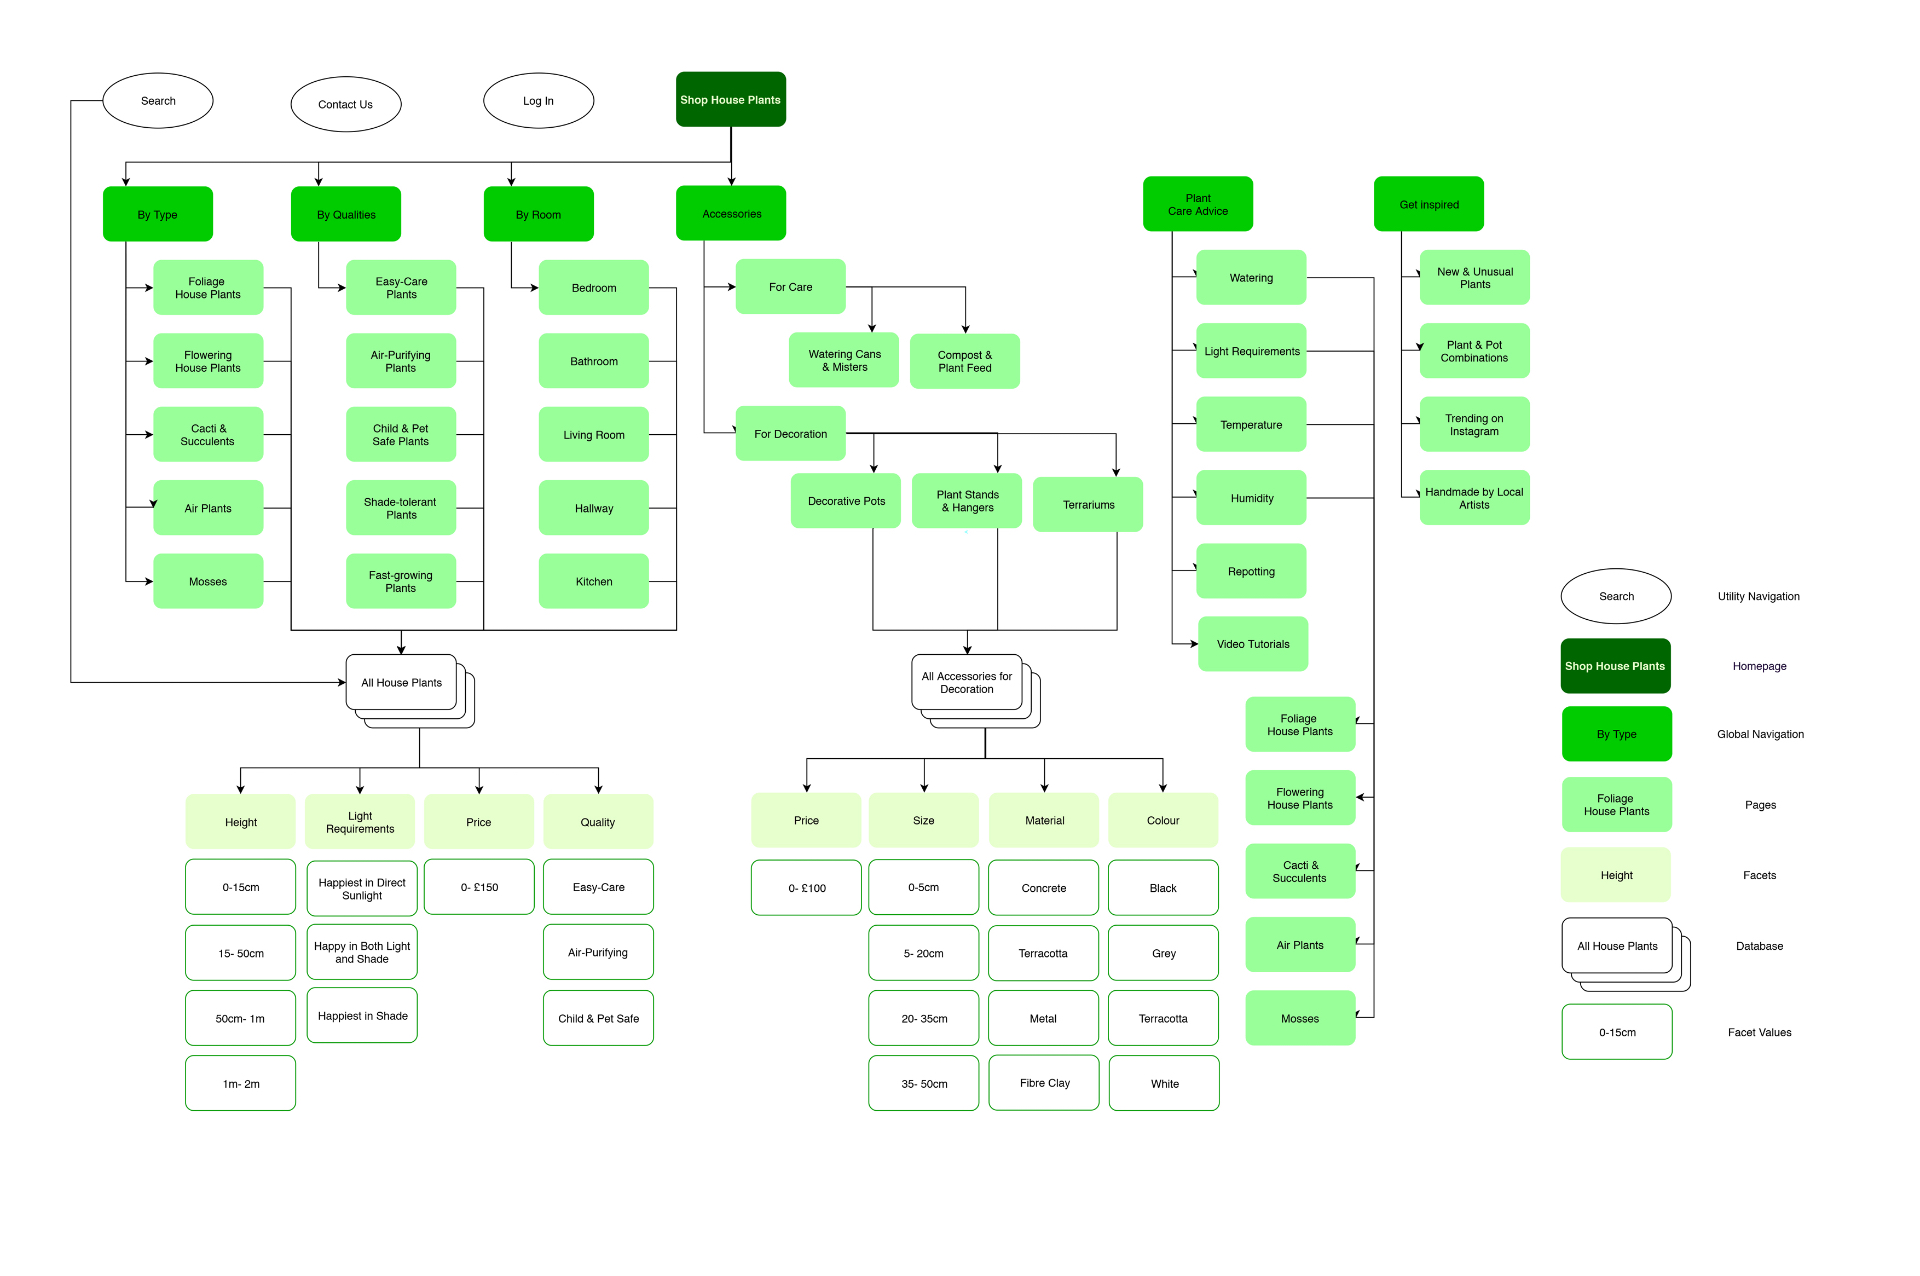 Search
Contact Us
Log In
Shop House Plants
By Type
By Qualities
By Room
Accessories
Plant
Care Advice
Get inspired
Foliage
House Plants
Flowering
House Plants
Cacti &
Succulents
Air Plants
Mosses
Easy-Care
Plants
Air-Purifying
Plants
Child & Pet
Safe Plants
Shade-tolerant
Plants
Fast-growing
Plants
Bedroom
Bathroom
Living Room
Hallway
Kitchen
For Care
Watering Cans
& Misters
Compost &
Plant Feed
For Decoration
Decorative Pots
Plant Stands
& Hangers
Terrariums
Watering
Light Requirements
Temperature
Humidity
Repotting
Video Tutorials
New & Unusual
Plants
Plant & Pot
Combinations
Trending on
Instagram
Handmade by Local
Artists
All House Plants
All Accessories for
Decoration
Height
0-15cm
15- 50cm
50cm- 1m
1m- 2m
Light
Requirements
Happiest in Direct
Sunlight
Happy in Both Light
and Shade
Happiest in Shade
Price
0- £150
Quality
Easy-Care
Air-Purifying
Child & Pet Safe
Price
0- £100
Size
0-5cm
5- 20cm
20- 35cm
35- 50cm
Material
Concrete
Terracotta
Metal
Fibre Clay
Colour
Black
Grey
Terracotta
White
Foliage
House Plants
Flowering
House Plants
Cacti &
Succulents
Air Plants
Mosses
Search
Utility Navigation
Shop House Plants
Homepage
By Type
Global Navigation
Foliage
House Plants
Pages
Height
Facets
All House Plants
Database
0-15cm
Facet Values